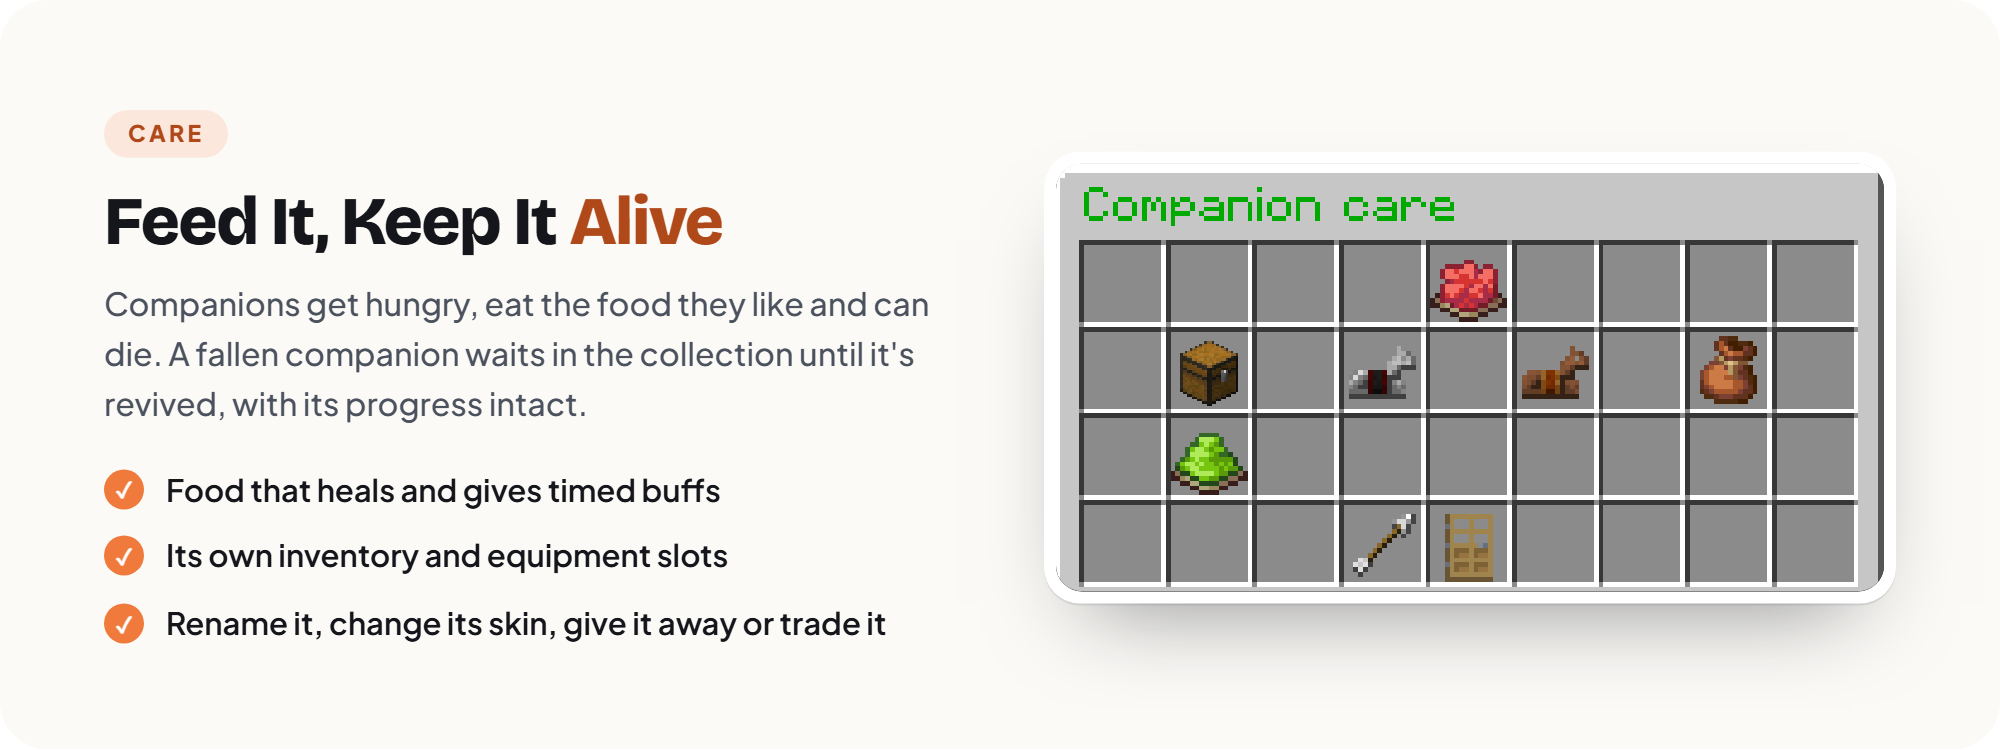 CARE
Feed It, Keep It Alive
Companions get hungry, eat the food they like and can
die. A fallen companion waits in the collection until it's
revived, with its progress intact.
Food that heals and gives timed buffs
Its own inventory and equipment slots
Rename it, change its skin, give it away or trade it
Companion care